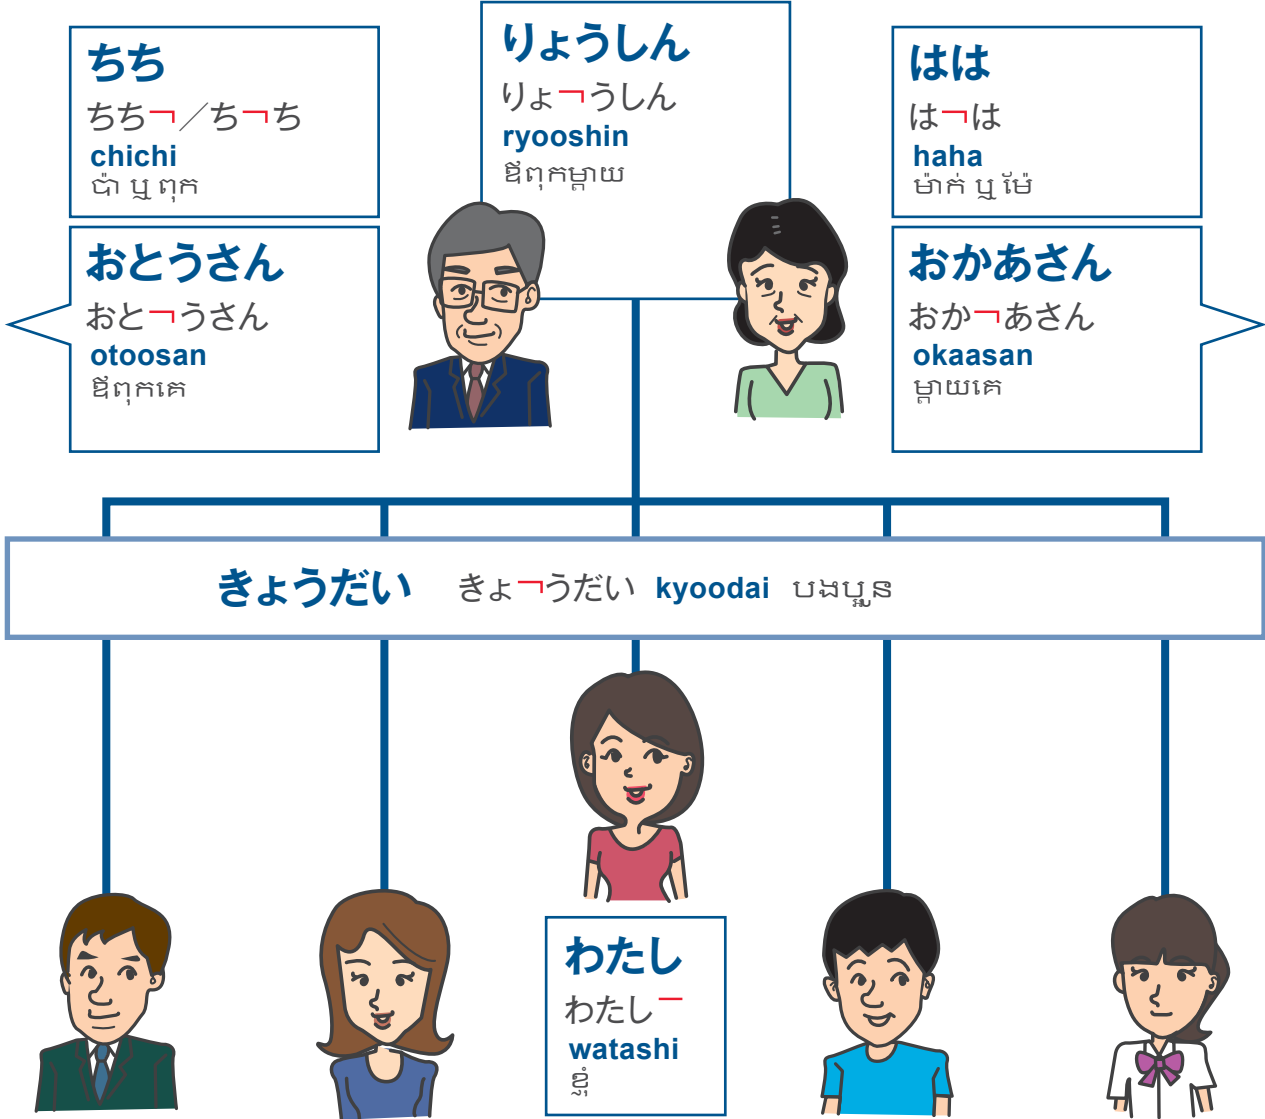 ちち
ちち￢／ち￢ち
chichi
ប៉ា ឬ ពុក
りょうしん
りょ￢うしん
ryooshin
ឪពុកម្តាយ
はは
は￢は
haha
ម៉ាក់ ឬ ម៉ែ
おとうさん
おと￢うさん
otoosan
ឪពុកគេ
おかあさん
おか￢あさん
okaasan
ម្តាយគេ
きょうだい きょ￢うだい kyoodai បងប្អូន
わたし
わたし￣
watashi
ខ្ញុំ